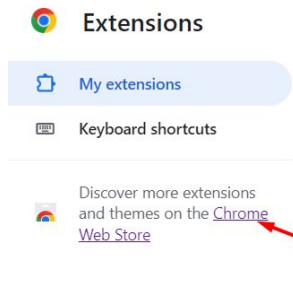 Extensions
My extensions
Keyboard shortcuts
Discover more extensions
and themes on the Chrome
Web Store